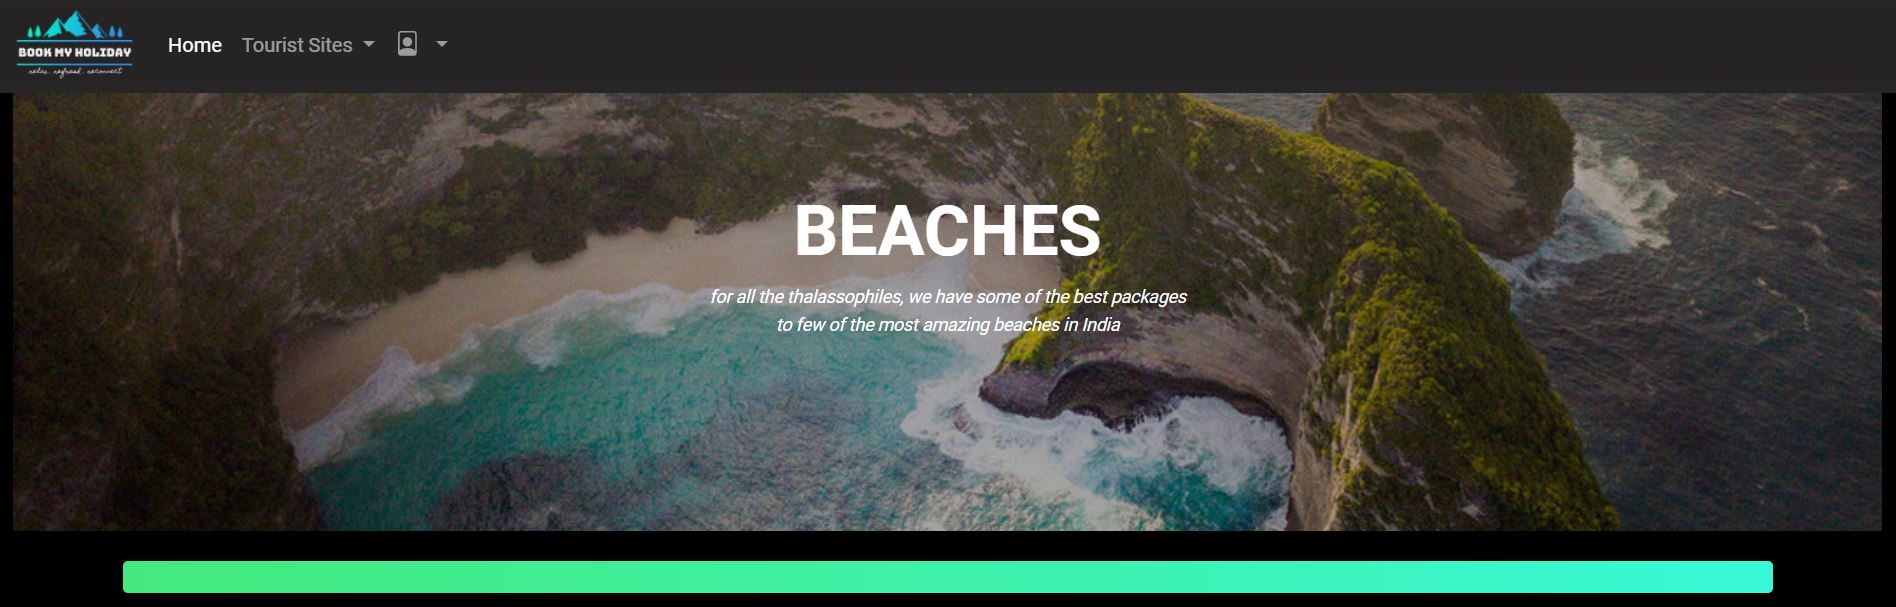 BOOK MY HOLIDAY
relax. refresh. reconnect
Home
Tourist Sites
BEACHES
for all the thalassophiles, we have some of the best packages
to few of the most amazing beaches in India